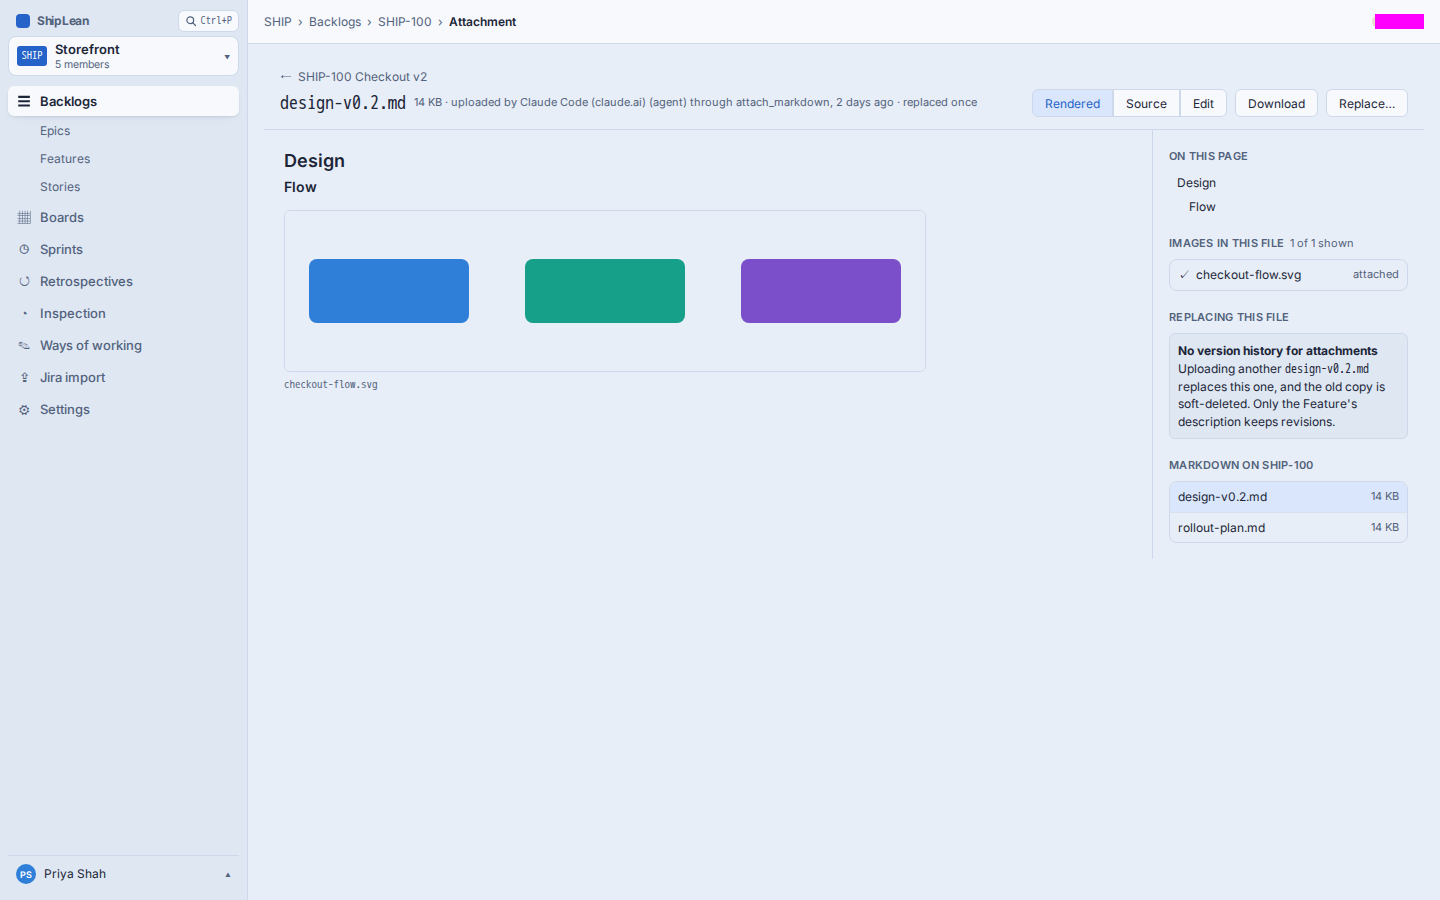 ShipLean
Ctrl+P
SHIP
Storefront
5 members
Backlogs
Epics
Features
Stories
Boards
Sprints
Retrospectives
Inspection
Ways of working
Jira import
Settings
PS
Priya Shah
SHIP › Backlogs › SHIP-100 › Attachment
← SHIP-100 Checkout v2
design-v0.2.md 14 KB · uploaded by Claude Code (claude.ai) (agent) through attach_markdown, 2 days ago · replaced once
Rendered
Source
Edit
Download
Replace...
Design
Flow
checkout-flow.svg
ON THIS PAGE
Design
Flow
IMAGES IN THIS FILE 1 of 1 shown
✓ checkout-flow.svg attached
REPLACING THIS FILE
No version history for attachments
Uploading another design-v0.2.md
replaces this one, and the old copy is
soft-deleted. Only the Feature's
description keeps revisions.
MARKDOWN ON SHIP-100
design-v0.2.md 14 KB
rollout-plan.md 14 KB